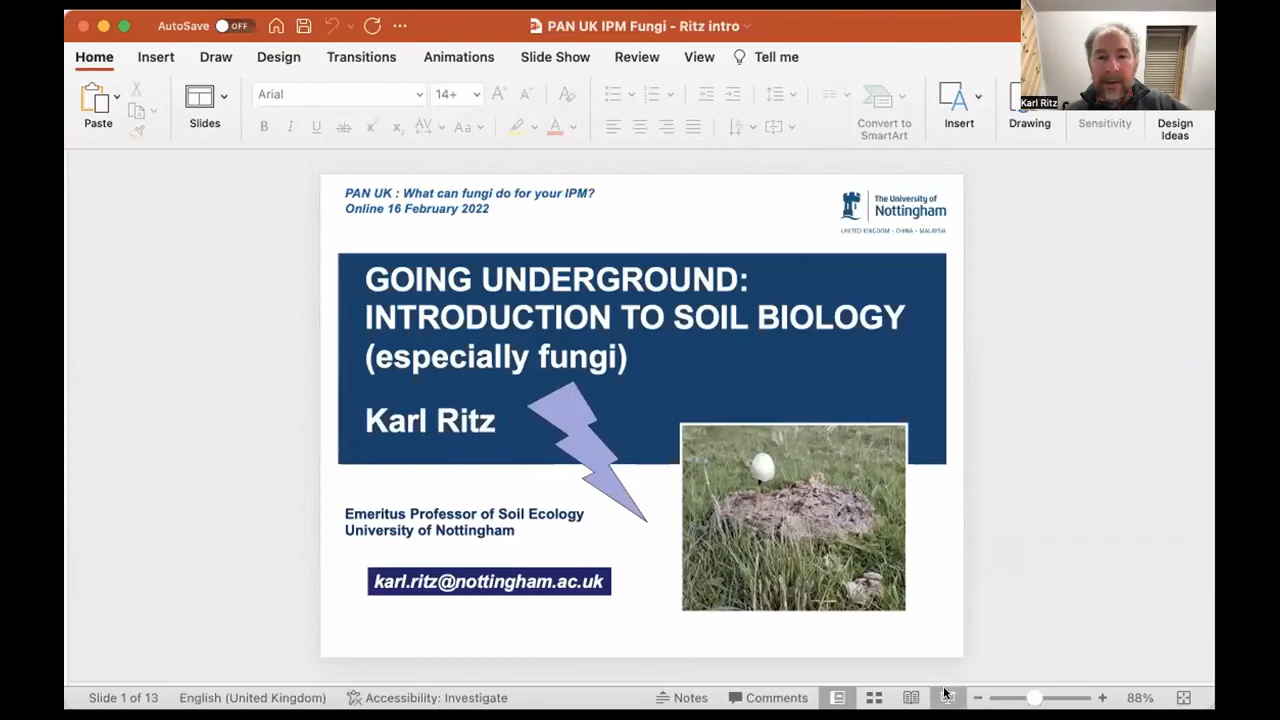 AutoSave OFF
PAN UK IPM Fungi - Ritz intro
Home Insert Draw Design Transitions Animations Slide Show Review View Tell me
Karl Ritz
Arial 14+
Paste Slides Convert to SmartArt Insert Drawing Sensitivity Design Ideas
PAN UK : What can fungi do for your IPM?
Online 16 February 2022
The University of
Nottingham
UNITED KINGDOM • CHINA • MALAYSIA
GOING UNDERGROUND:
INTRODUCTION TO SOIL BIOLOGY
(especially fungi)
Karl Ritz
Emeritus Professor of Soil Ecology
University of Nottingham
karl.ritz@nottingham.ac.uk
Slide 1 of 13 English (United Kingdom) Accessibility: Investigate Notes Comments 88%